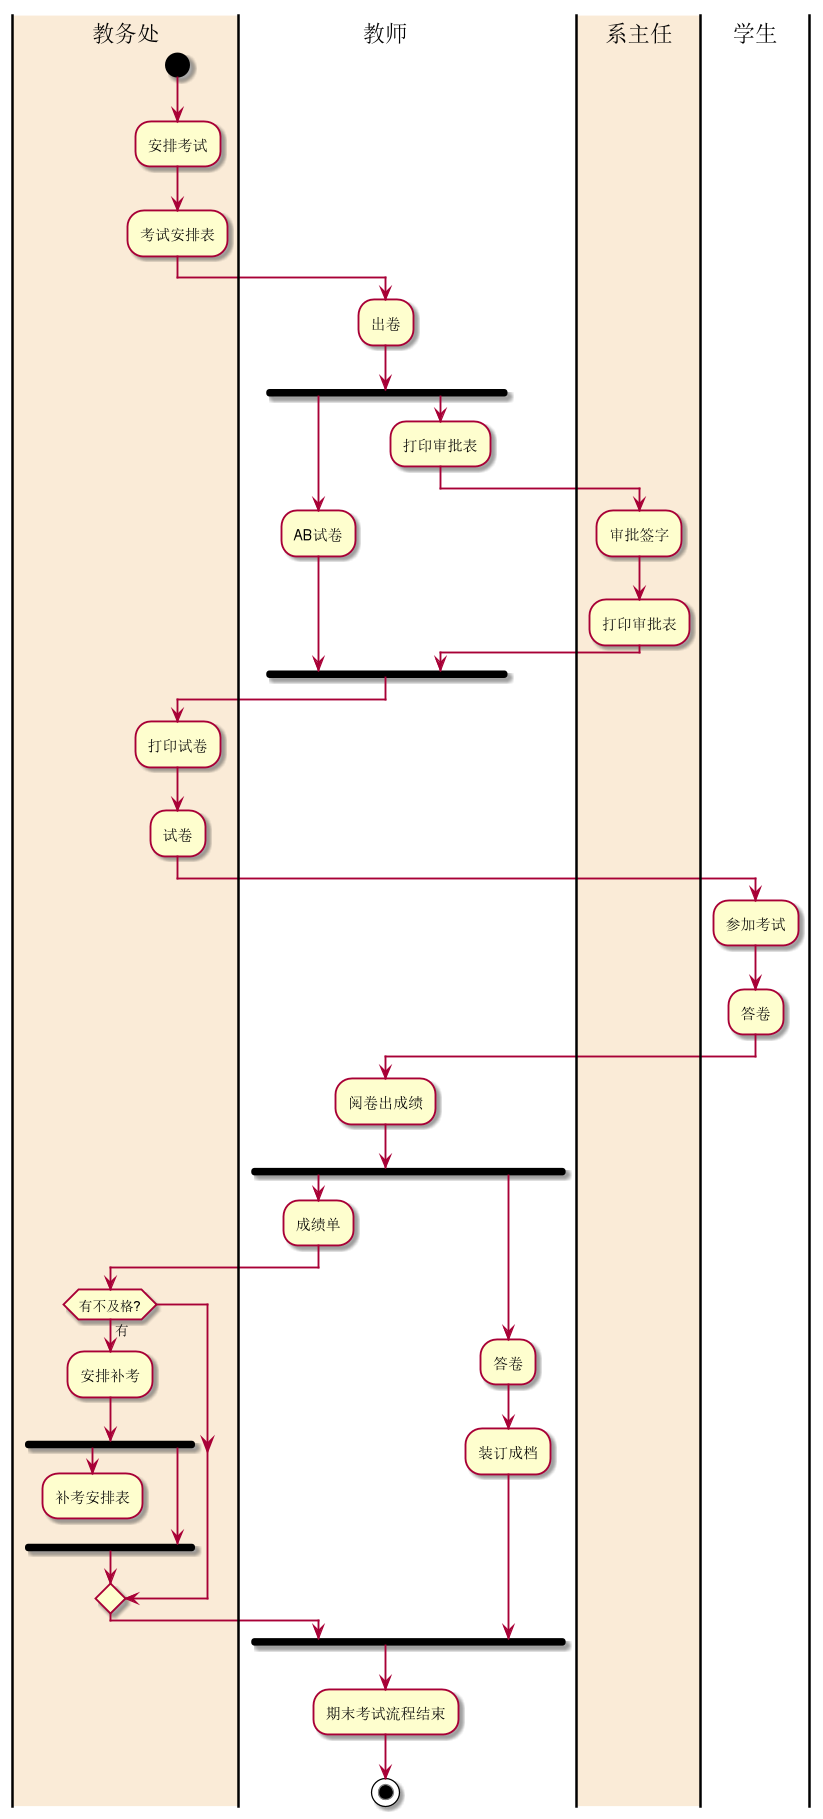 教务处
教师
系主任
学生
安排考试
考试安排表
出卷
打印审批表
AB试卷
审批签字
打印审批表
打印试卷
试卷
参加考试
答卷
阅卷出成绩
成绩单
有不及格?
有
安排补考
答卷
装订成档
补考安排表
期末考试流程结束